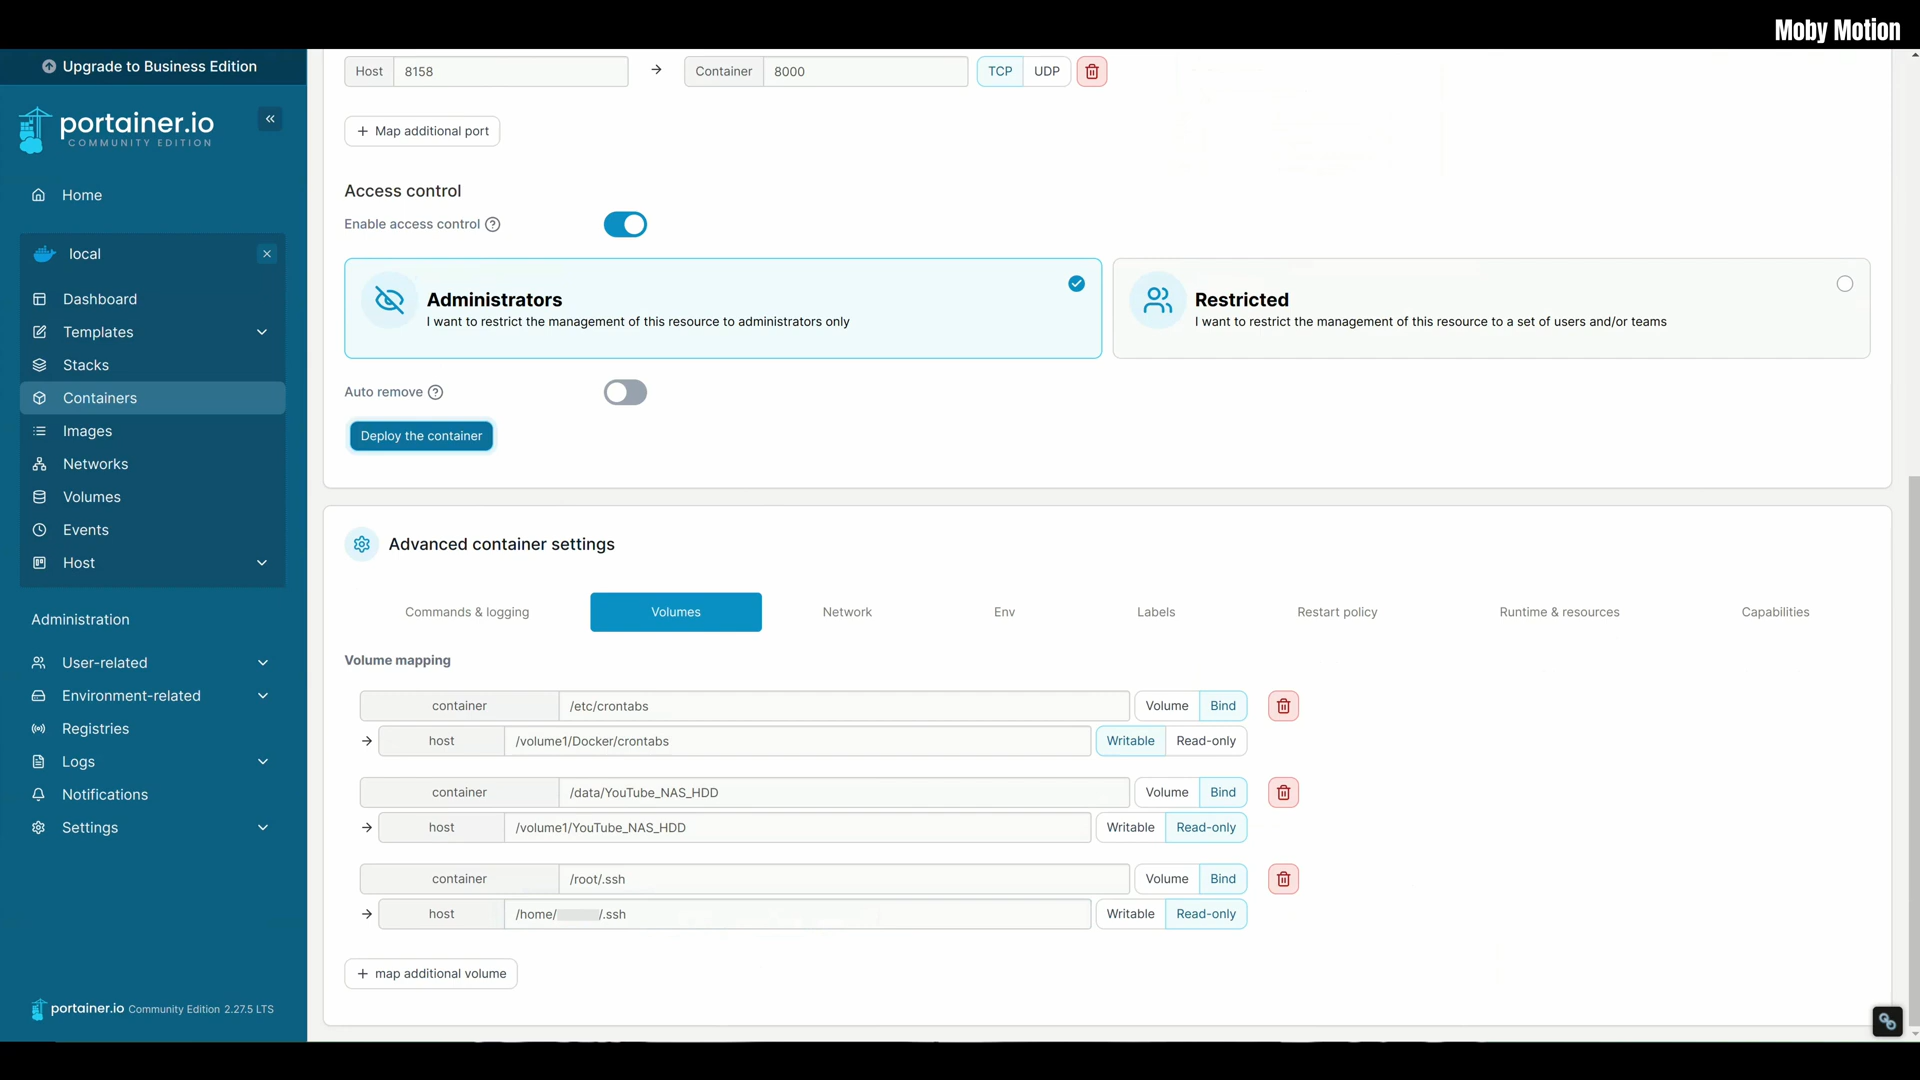 Moby Motion
Upgrade to Business Edition
portainer.io
COMMUNITY EDITION
Home
local
Dashboard
Templates
Stacks
Containers
Images
Networks
Volumes
Events
Host
Administration
User-related
Environment-related
Registries
Logs
Notifications
Settings
portainer.io Community Edition 2.27.5 LTS
Host 8158 → Container 8000 TCP UDP
+ Map additional port
Access control
Enable access control
Administrators
I want to restrict the management of this resource to administrators only
Restricted
I want to restrict the management of this resource to a set of users and/or teams
Auto remove
Deploy the container
Advanced container settings
Commands & logging Volumes Network Env Labels Restart policy Runtime & resources Capabilities
Volume mapping
container /etc/crontabs Volume Bind
→ host /volume1/Docker/crontabs Writable Read-only
container /data/YouTube_NAS_HDD Volume Bind
→ host /volume1/YouTube_NAS_HDD Writable Read-only
container /root/.ssh Volume Bind
→ host /home/ /.ssh Writable Read-only
+ map additional volume